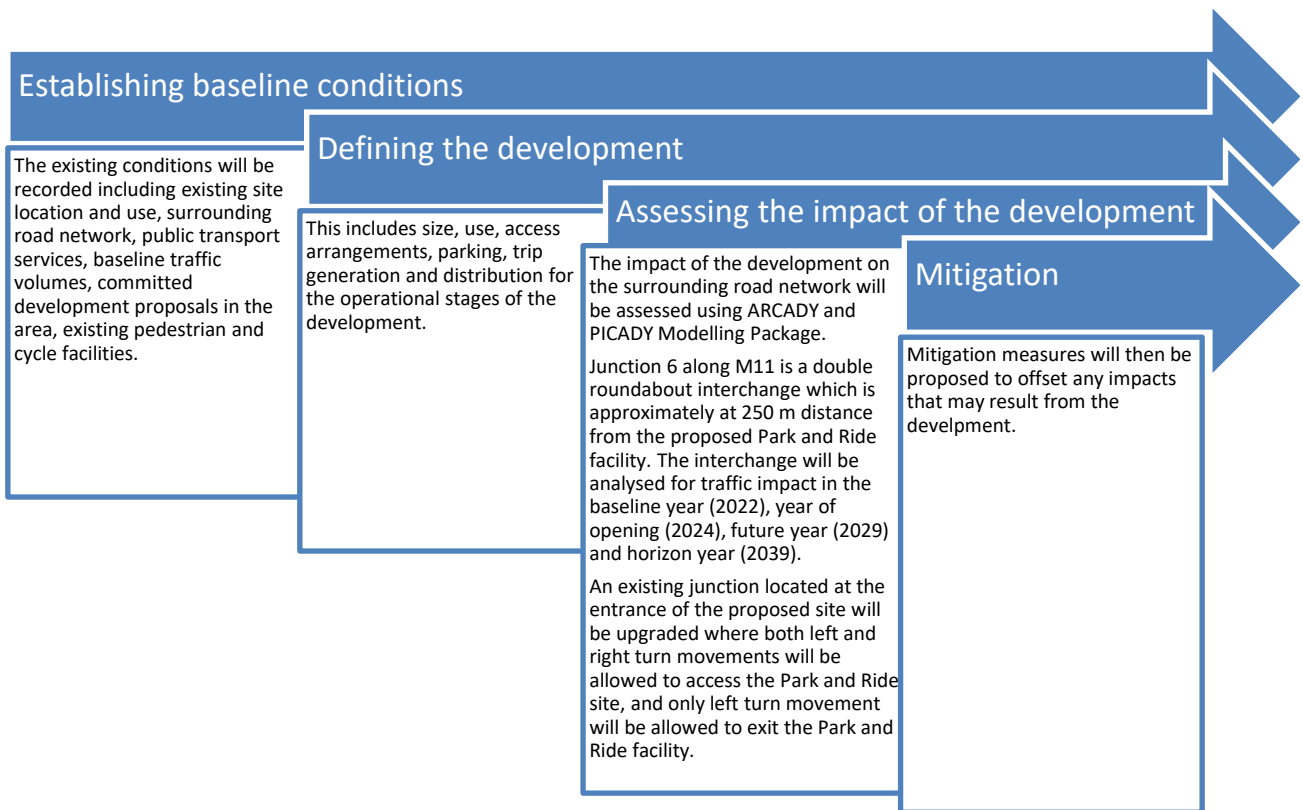 Establishing baseline conditions
The existing conditions will be
recorded including existing site
location and use, surrounding
road network, public transport
services, baseline traffic
volumes, committed
development proposals in the
area, existing pedestrian and
cycle facilities.
Defining the development
This includes size, use, access
arrangements, parking, trip
generation and distribution for
the operational stages of the
development.
Assessing the impact of the development
The impact of the development on
the surrounding road network will
be assessed using ARCADY and
PICADY Modelling Package.
Junction 6 along M11 is a double
roundabout interchange which is
approximately at 250 m distance
from the proposed Park and Ride
facility. The interchange will be
analysed for traffic impact in the
baseline year (2022), year of
opening (2024), future year (2029)
and horizon year (2039).
An existing junction located at the
entrance of the proposed site will
be upgraded where both left and
right turn movements will be
allowed to access the Park and Ride
site, and only left turn movement
will be allowed to exit the Park and
Ride facility.
Mitigation
Mitigation measures will then be
proposed to offset any impacts
that may result from the
develpment.